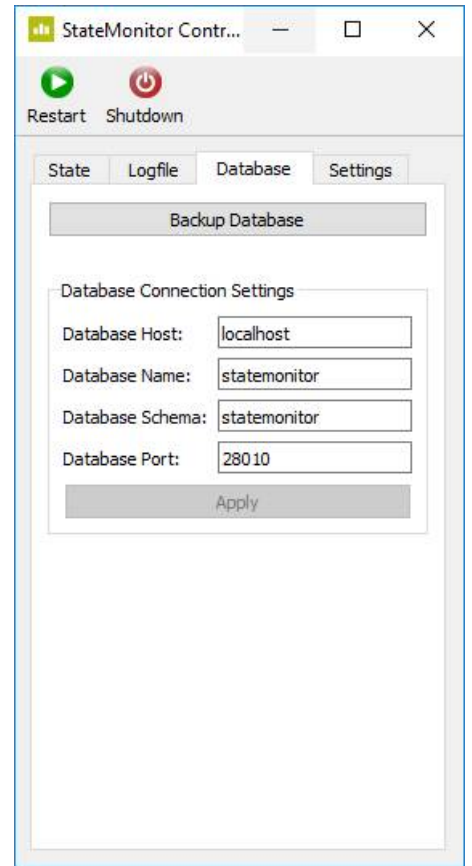 StateMonitor Contr...
Restart Shutdown
State Logfile Database Settings
Backup Database
Database Connection Settings
Database Host: localhost
Database Name: statemonitor
Database Schema: statemonitor
Database Port: 28010
Apply